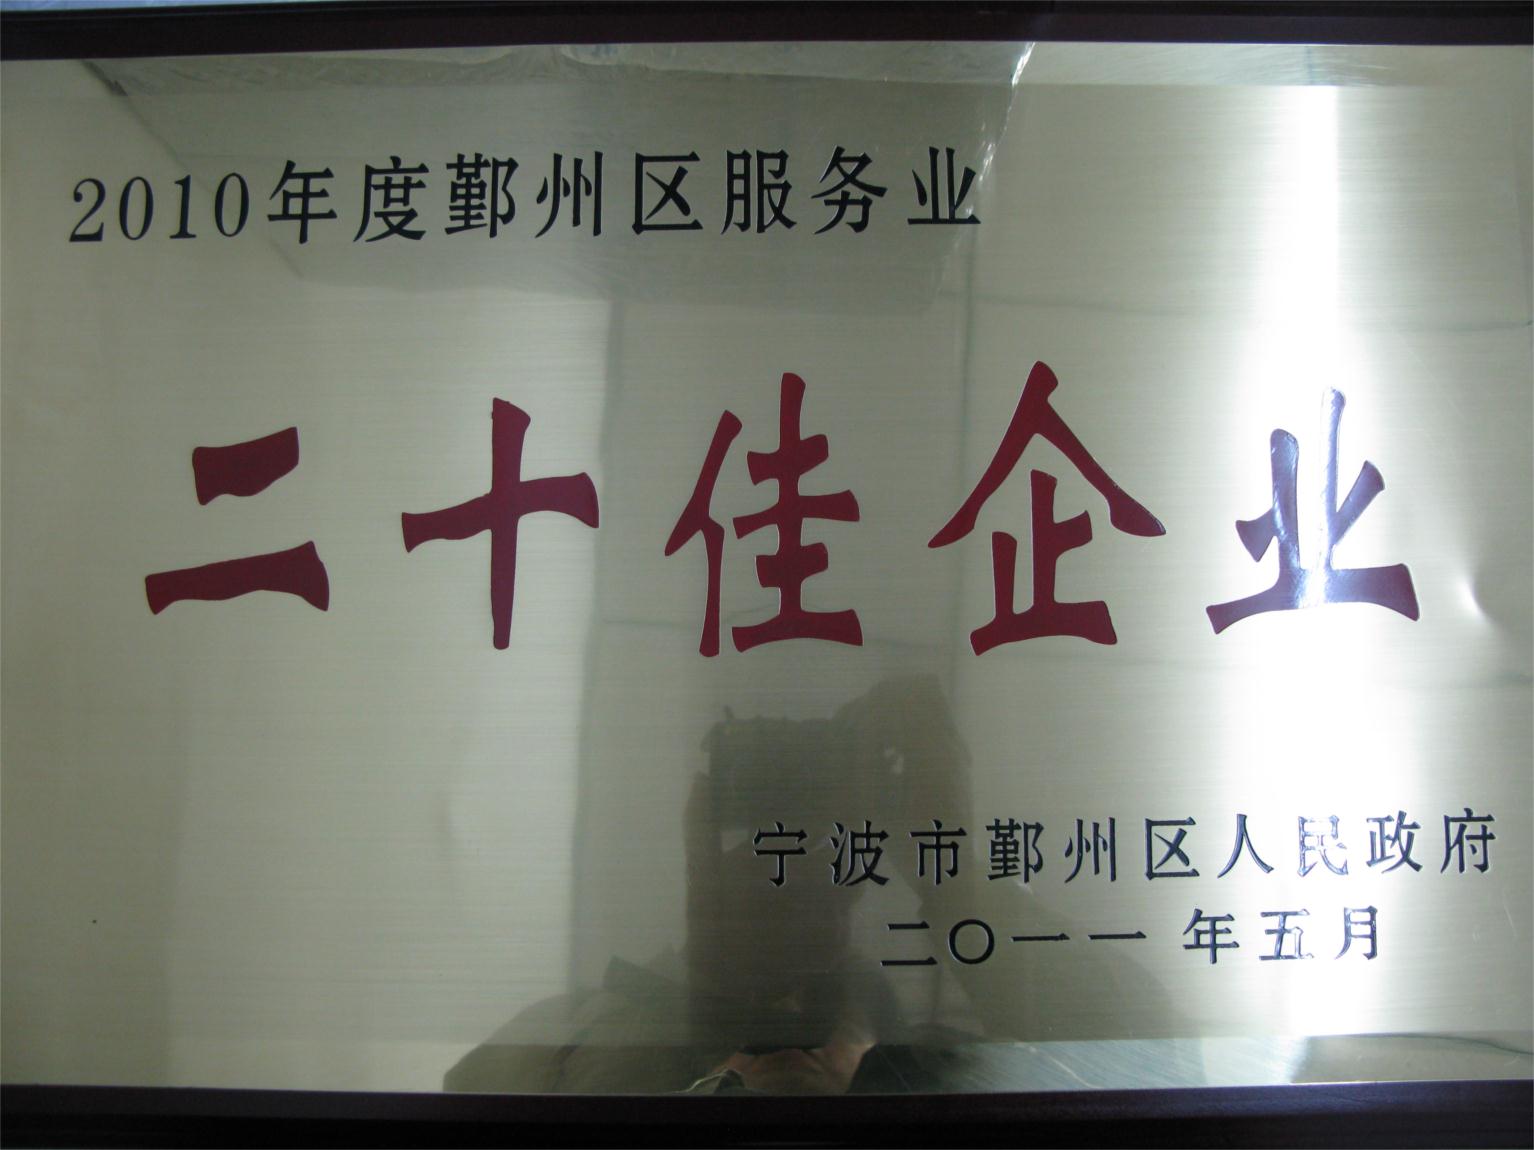 2010年度鄞州区服务业
二十佳企业
宁波市鄞州区人民政府
二〇一一年五月